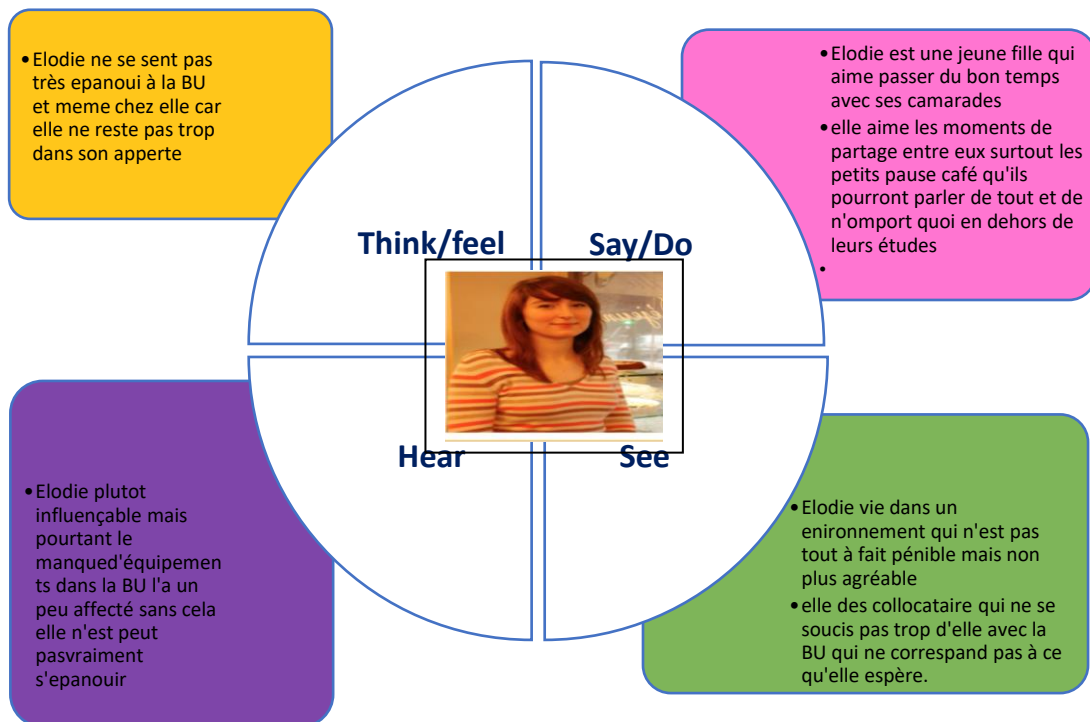 •Elodie ne se sent pas
très epanoui à la BU
et meme chez elle car
elle ne reste pas trop
dans son apperte
•Elodie est une jeune fille qui
aime passer du bon temps
avec ses camarades
•elle aime les moments de
partage entre eux surtout les
petits pause café qu'ils
pourront parler de tout et de
n'omport quoi en dehors de
leurs études
•
Think/feel
Say/Do
Hear
See
•Elodie plutot
influençable mais
pourtant le
manqued'équipemen
ts dans la BU l'a un
peu affecté sans cela
elle n'est peut
pasvraiment
s'epanouir
•Elodie vie dans un
enironnement qui n'est pas
tout à fait pénible mais non
plus agréable
•elle des collocataire qui ne se
soucis pas trop d'elle avec la
BU qui ne correspand pas à ce
qu'elle espère.